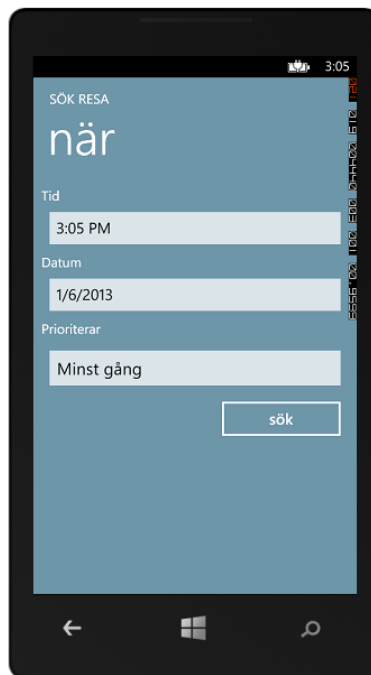 3:05
SÖK RESA
när
Tid
3:05 PM
Datum
1/6/2013
Prioriterar
Minst gång
sök